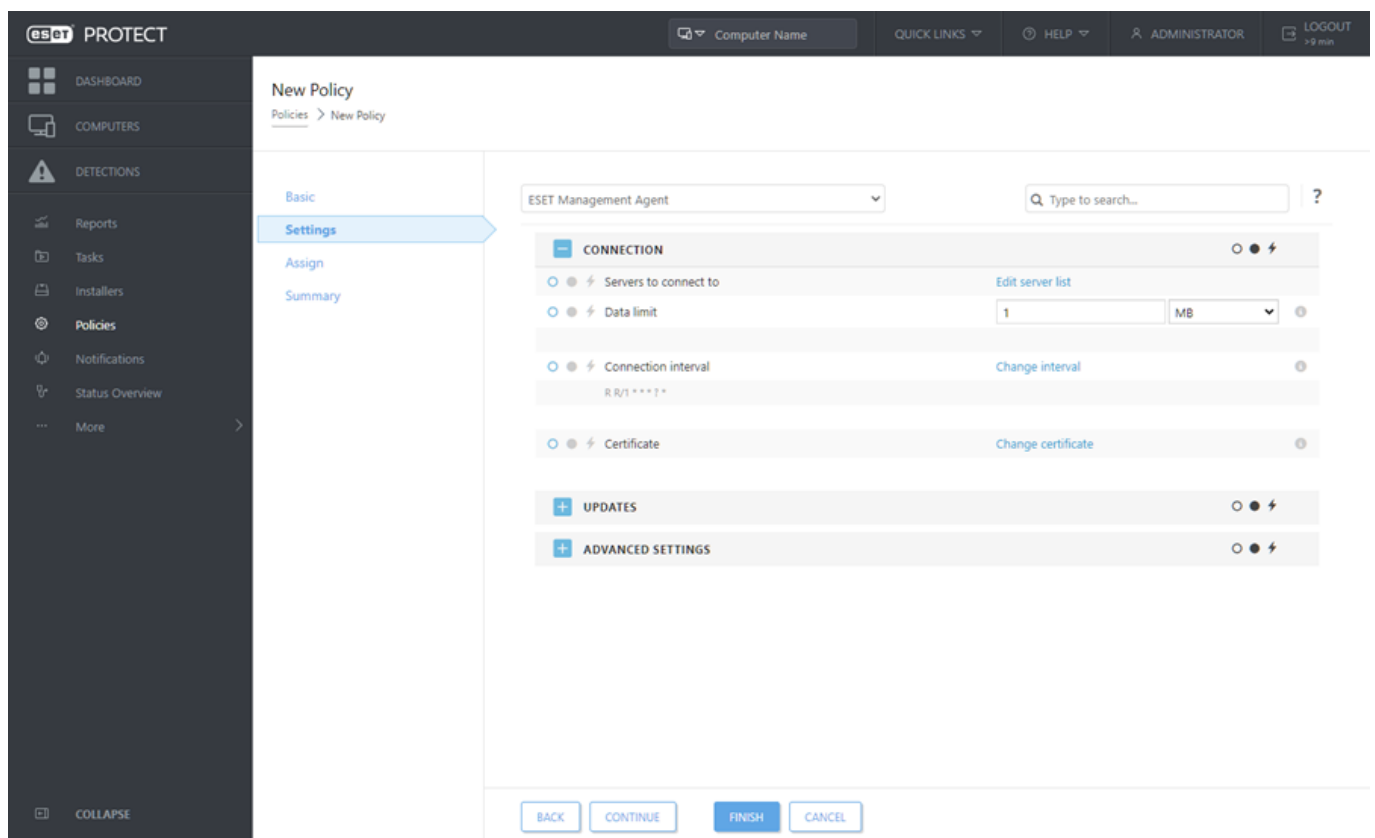 eset PROTECT
Computer Name
QUICK LINKS
HELP
ADMINISTRATOR
LOGOUT
>9 min
DASHBOARD
COMPUTERS
DETECTIONS
Reports
Tasks
Installers
Policies
Notifications
Status Overview
More
COLLAPSE
New Policy
Policies > New Policy
Basic
Settings
Assign
Summary
ESET Management Agent
Type to search...
?
CONNECTION
Servers to connect to Edit server list
Data limit 1 MB
Connection interval Change interval
R R/1 * * * ? *
Certificate Change certificate
UPDATES
ADVANCED SETTINGS
BACK CONTINUE FINISH CANCEL